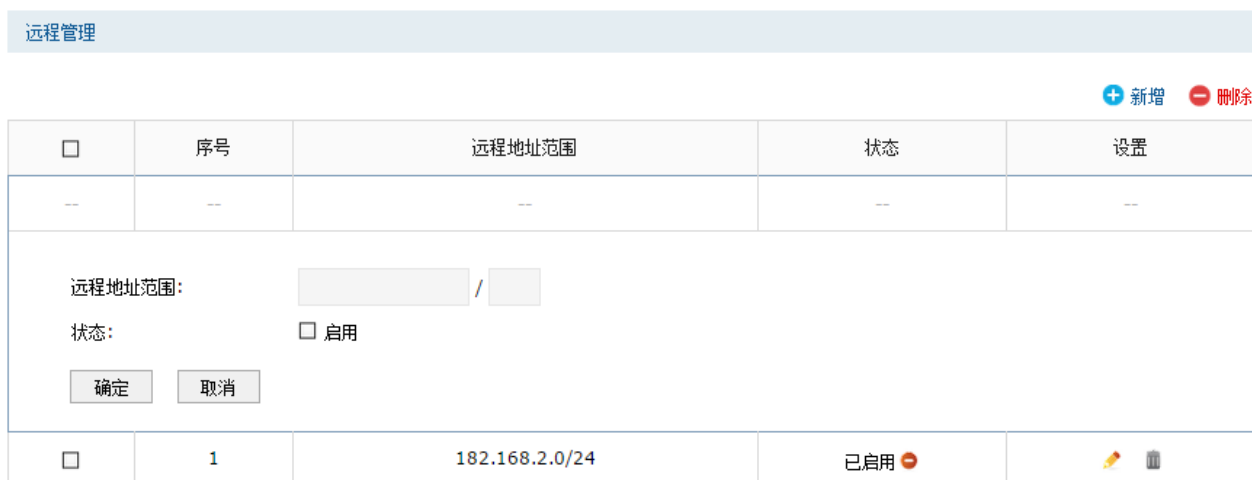 远程管理
新增 删除
序号 远程地址范围 状态 设置
-- -- -- -- --
远程地址范围: /
状态: 启用
确定 取消
1 182.168.2.0/24 已启用